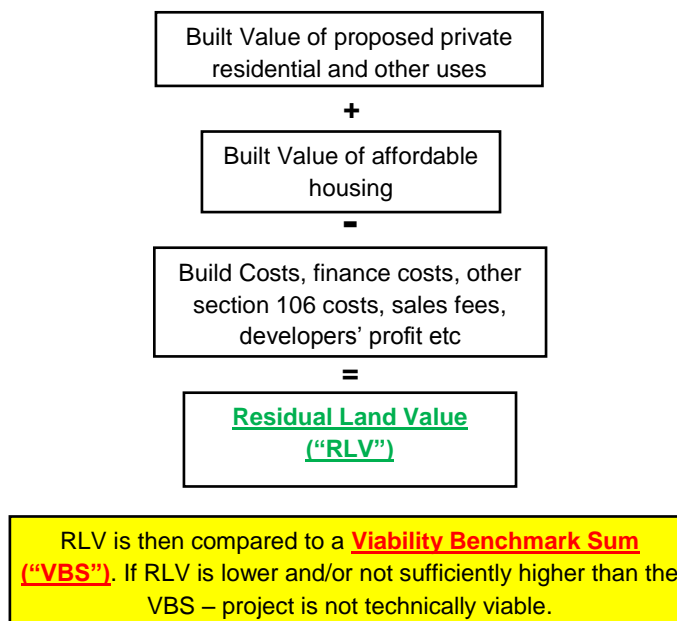 Built Value of proposed private
residential and other uses
+
Built Value of affordable
housing
-
Build Costs, finance costs, other
section 106 costs, sales fees,
developers’ profit etc
=
Residual Land Value
(“RLV”)
RLV is then compared to a Viability Benchmark Sum
(“VBS”). If RLV is lower and/or not sufficiently higher than the
VBS – project is not technically viable.